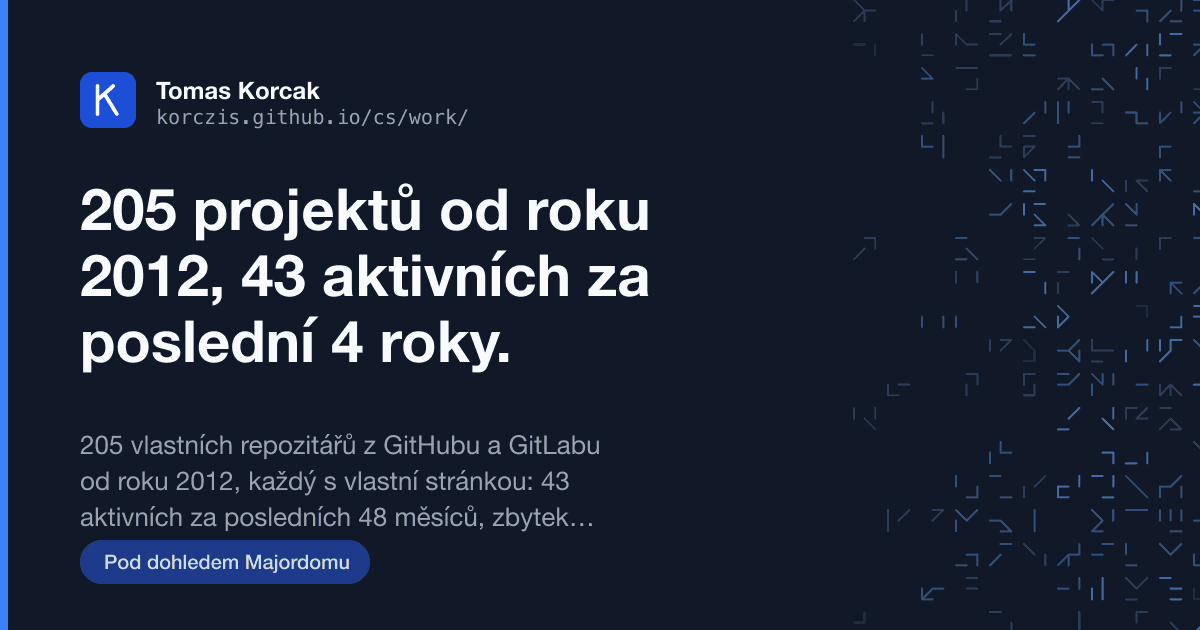 K
Tomas Korcak
korczis.github.io/cs/work/
205 projektů od roku
2012, 43 aktivních za
poslední 4 roky.
205 vlastních repozitářů z GitHubu a GitLabu
od roku 2012, každý s vlastní stránkou: 43
aktivních za posledních 48 měsíců, zbytek…
Pod dohledem Majordomu